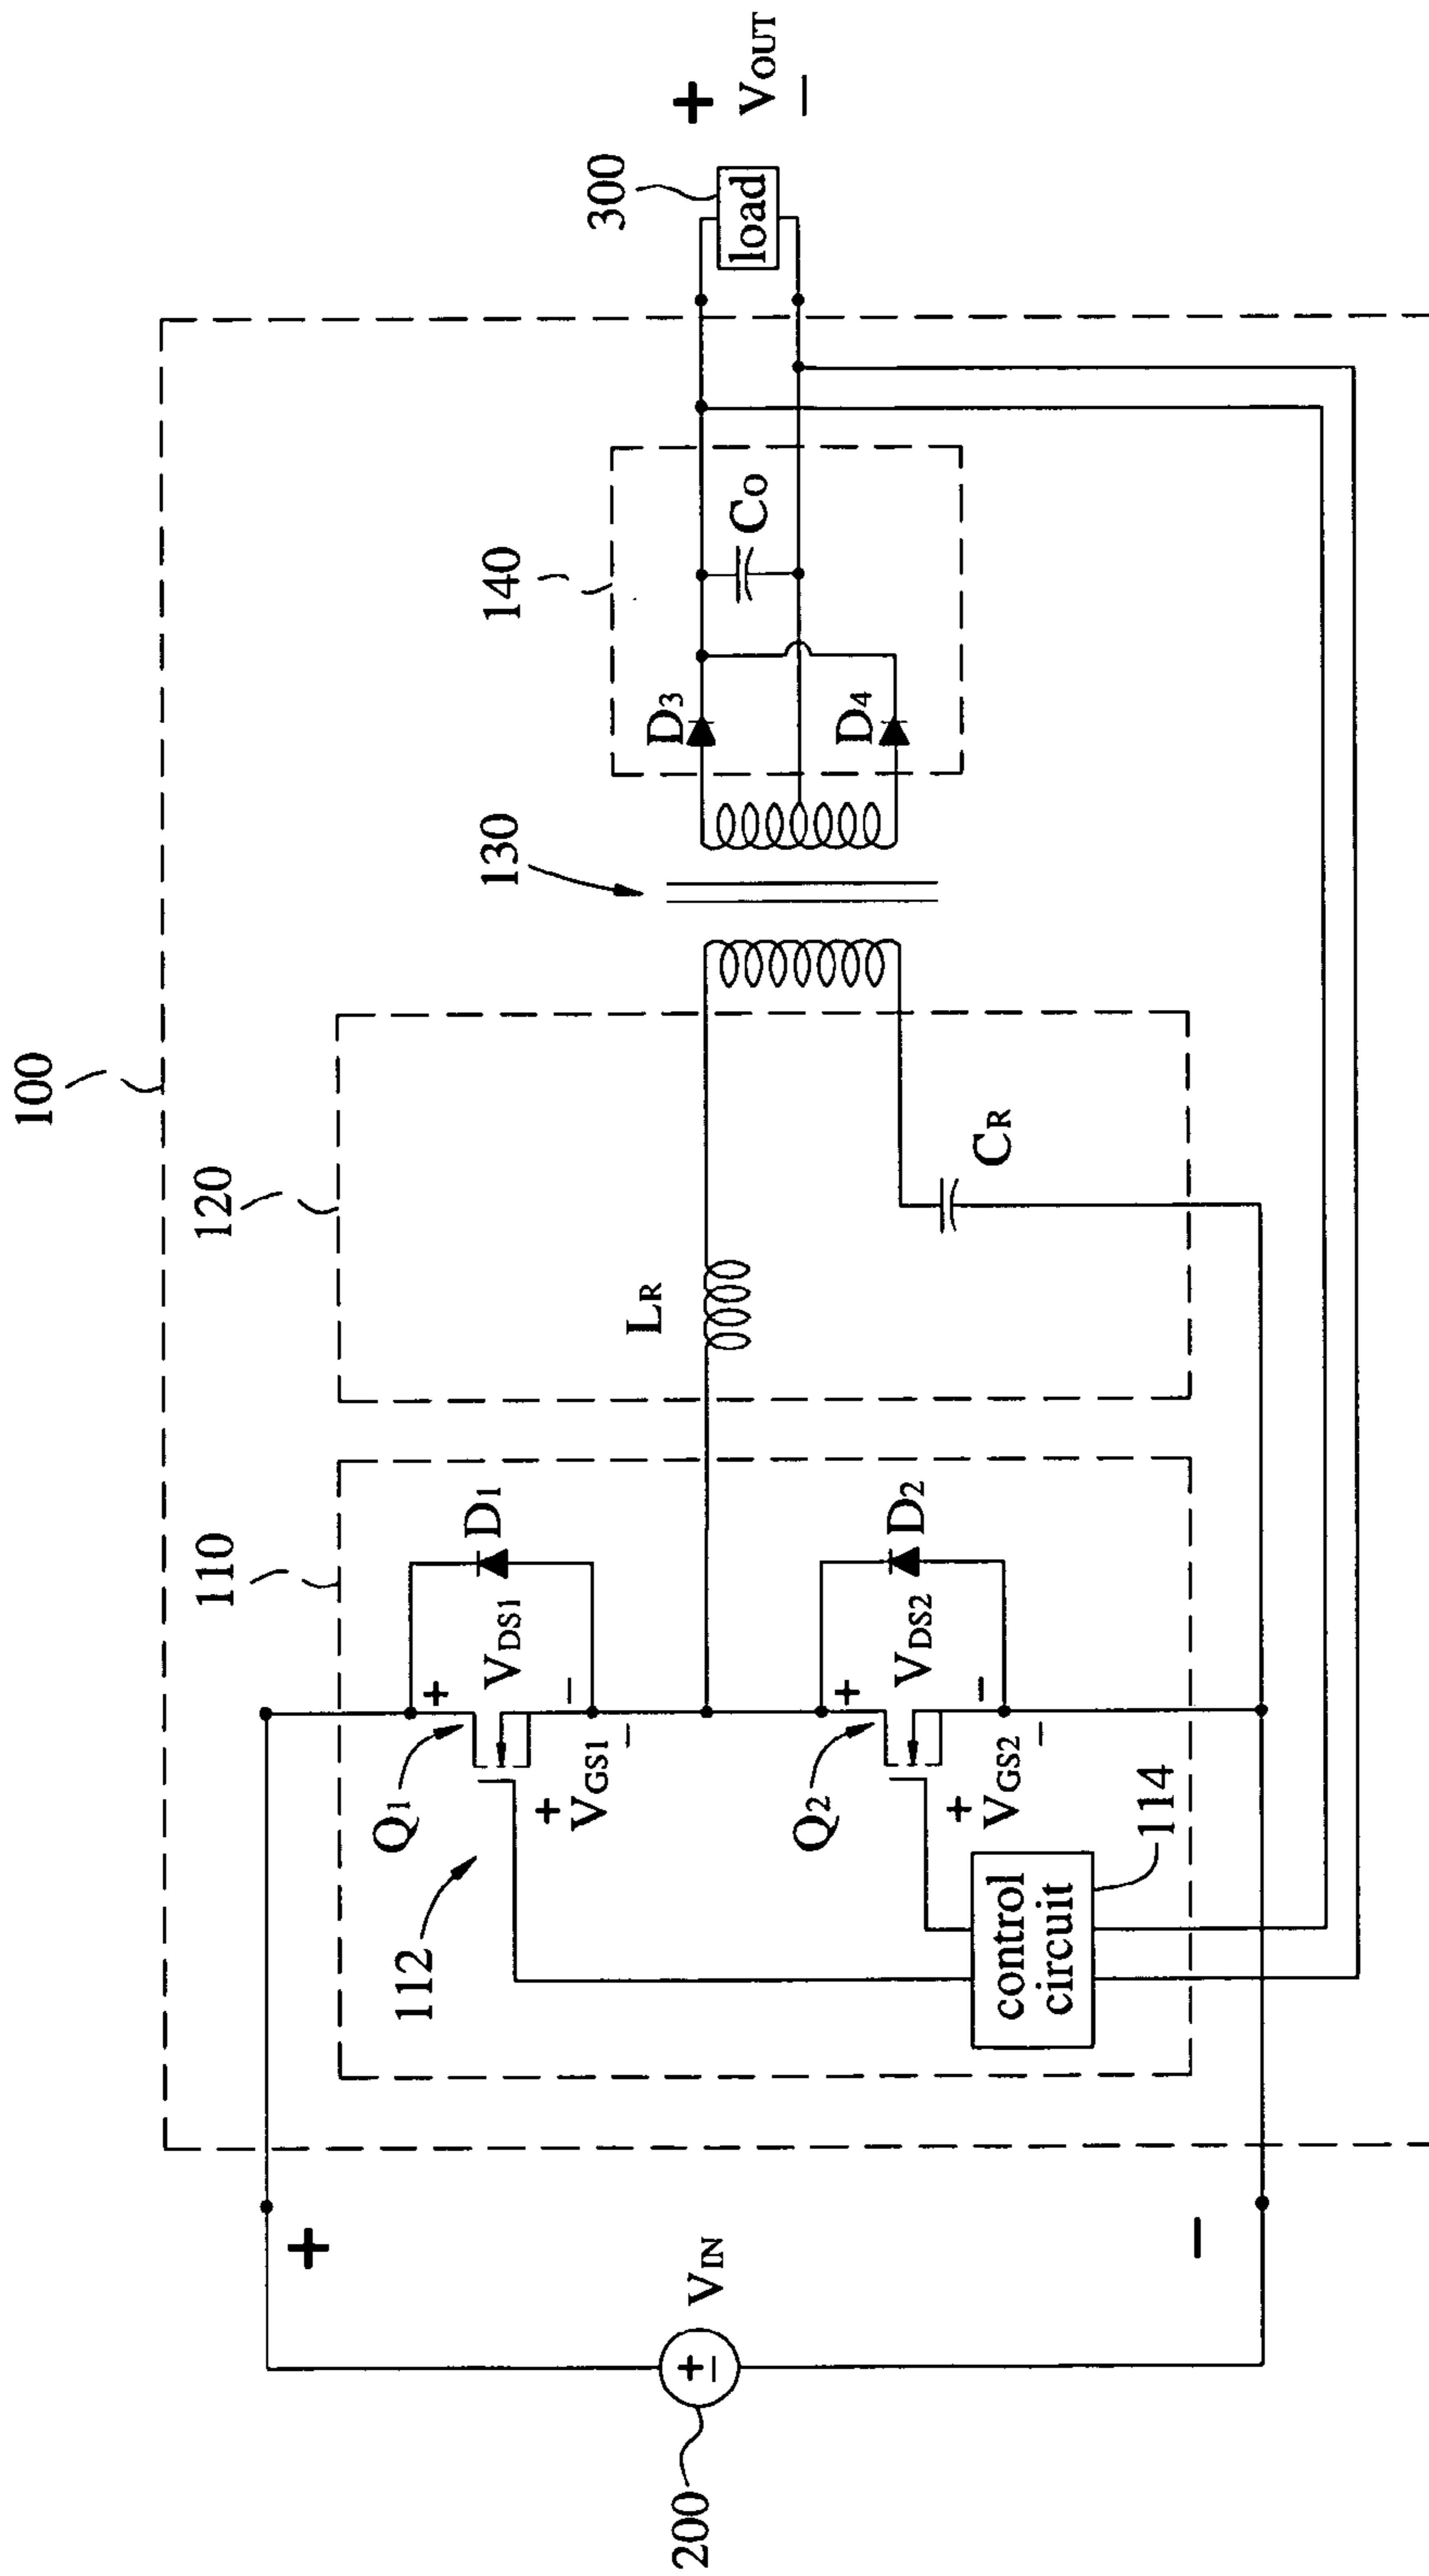 100
110
120
130
140
300
112
Q1
+
VDS1
−
D1
+
VGS1
−
LR
D3
CO
load
+
VOUT
−
Q2
+
VDS2
−
D2
+
VGS2
−
CR
D4
control
circuit
114
+
VIN
−
+
−
200